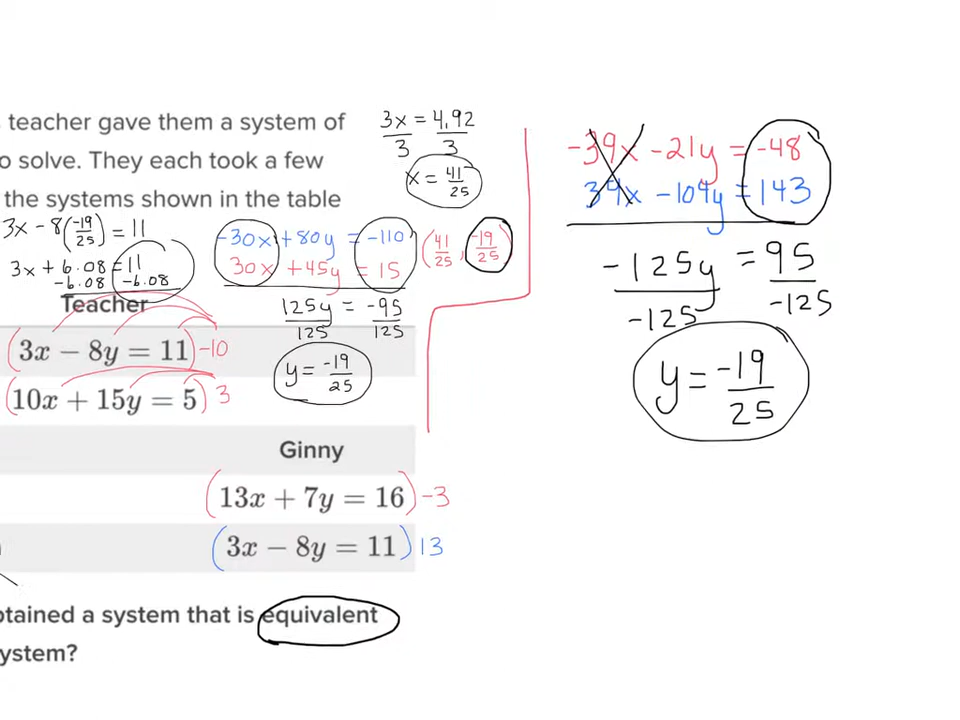 s teacher gave them a system of
o solve. They each took a few
the systems shown in the table
3x = 4.92
3 3
x = 41/25
3x - 8(-19/25) = 11
3x + 6.08 = 11
-6.08 -6.08
-30x + 80y = -110
30x + 45y = 15
(41/25, -19/25)
125y = -95
125 125
y = -19/25
Teacher
(3x − 8y = 11) -10
(10x + 15y = 5) 3
Ginny
(13x + 7y = 16) -3
(3x − 8y = 11) 13
btained a system that is equivalent
ystem?
-39x - 21y = -48
39x - 104y = 143
-125y = 95
-125 -125
y = -19/25